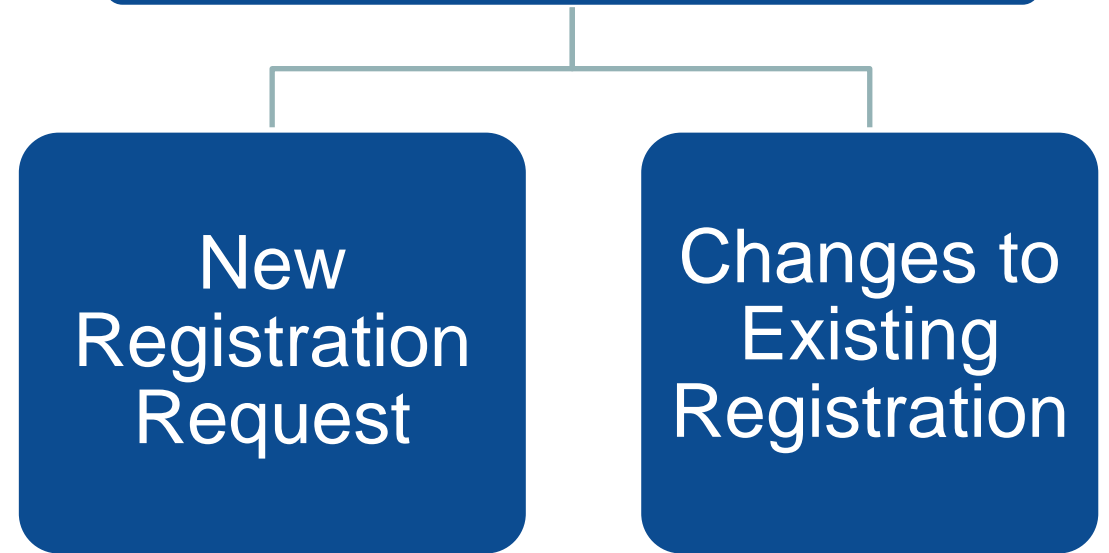 New
Registration
Request
Changes to
Existing
Registration